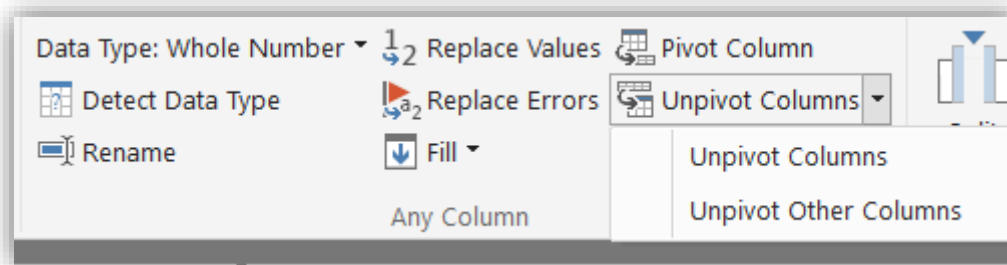 Data Type: Whole Number
Replace Values
Pivot Column
Detect Data Type
Replace Errors
Unpivot Columns
Rename
Fill
Unpivot Columns
Unpivot Other Columns
Any Column